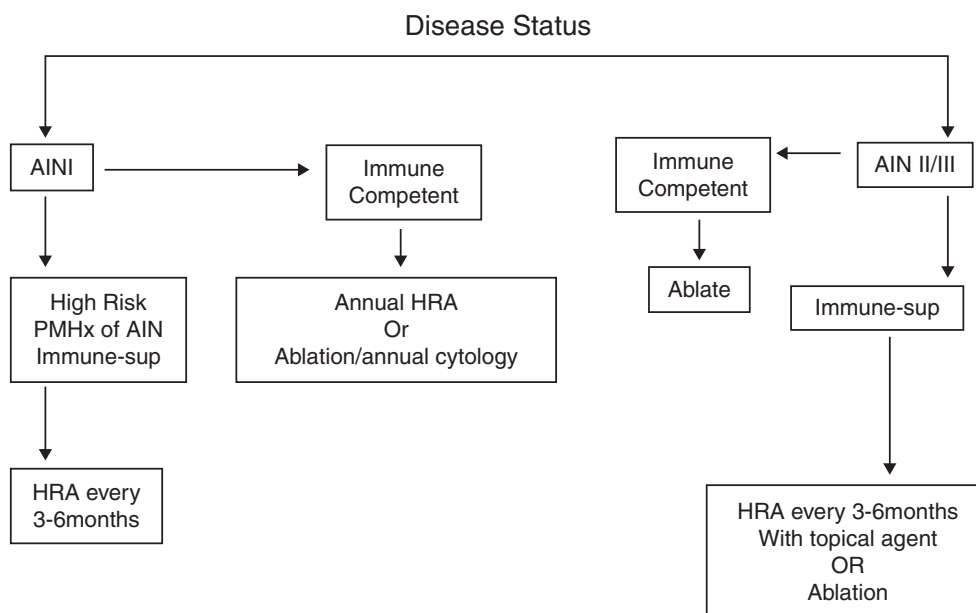 Disease Status
AINI
Immune
Competent
Immune
Competent
AIN II/III
High Risk
PMHx of AIN
Immune-sup
Annual HRA
Or
Ablation/annual cytology
Ablate
Immune-sup
HRA every
3-6months
HRA every 3-6months
With topical agent
OR
Ablation